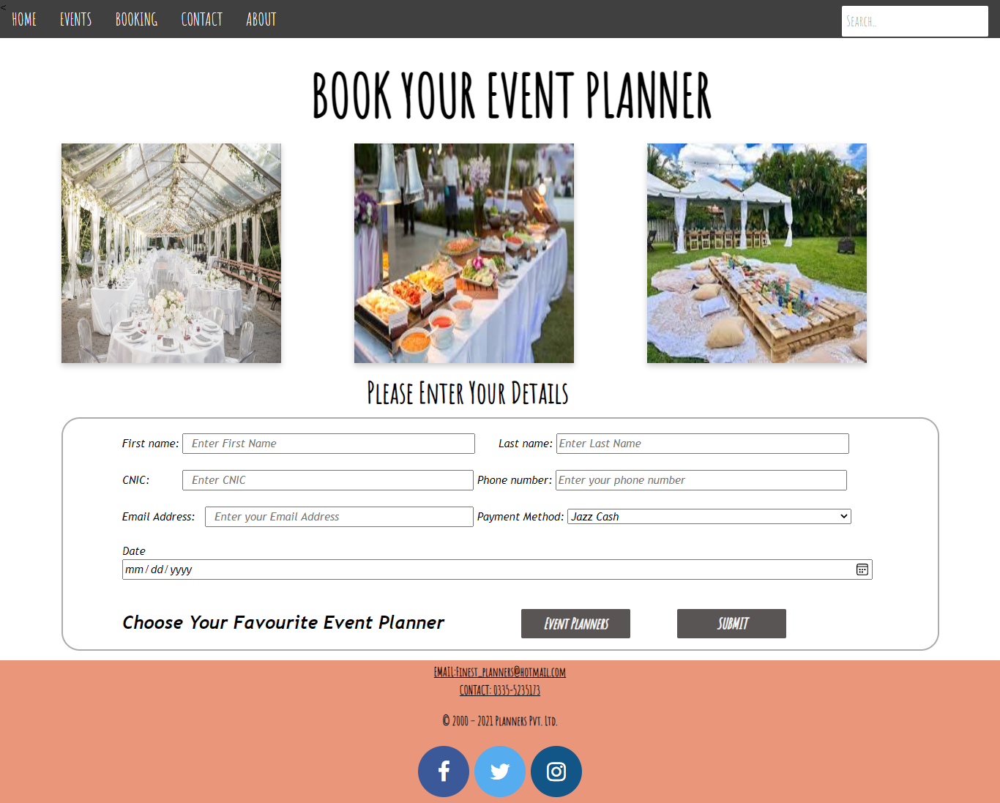 <
HOME EVENTS BOOKING CONTACT ABOUT Search..
BOOK YOUR EVENT PLANNER
Please Enter Your Details
First name: Enter First Name Last name: Enter Last Name
CNIC: Enter CNIC Phone number: Enter your phone number
Email Address: Enter your Email Address Payment Method: Jazz Cash
Date
mm/dd/yyyy
Choose Your Favourite Event Planner Event Planners SUBMIT
EMAIL:Finest_planners@hotmail.com
CONTACT: 0335-5235173
© 2000 – 2021 Planners Pvt. Ltd.